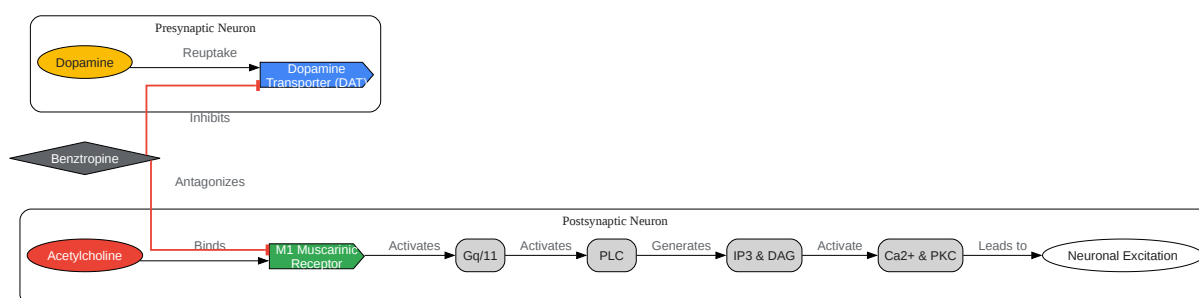 Presynaptic Neuron
Dopamine
Reuptake
Dopamine
Transporter (DAT)
Inhibits
Benztropine
Antagonizes
Postsynaptic Neuron
Acetylcholine
Binds
M1 Muscarinic
Receptor
Activates
Gq/11
Activates
PLC
Generates
IP3 & DAG
Activate
Ca2+ & PKC
Leads to
Neuronal Excitation